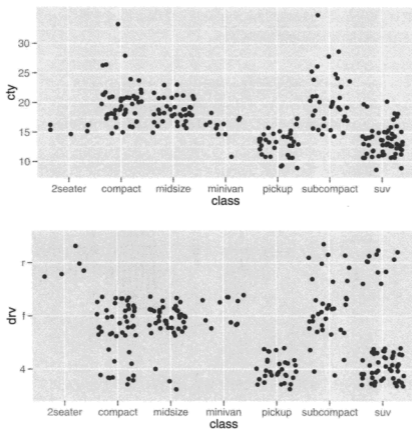 cty
30
25
20
15
10
2seater compact midsize minivan pickup subcompact suv
class
drv
r
f
4
2seater compact midsize minivan pickup subcompact suv
class